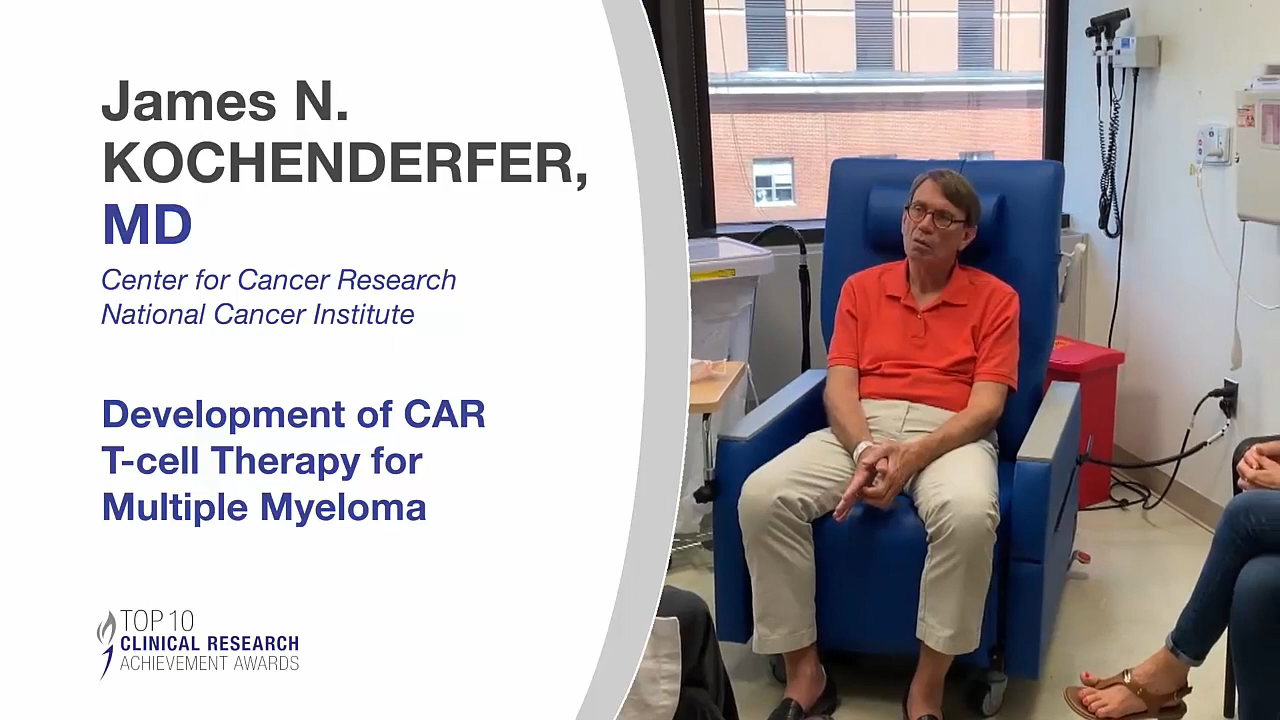 James N.
KOCHENDERFER,
MD
Center for Cancer Research
National Cancer Institute
Development of CAR
T-cell Therapy for
Multiple Myeloma
TOP 10
CLINICAL RESEARCH
ACHIEVEMENT AWARDS